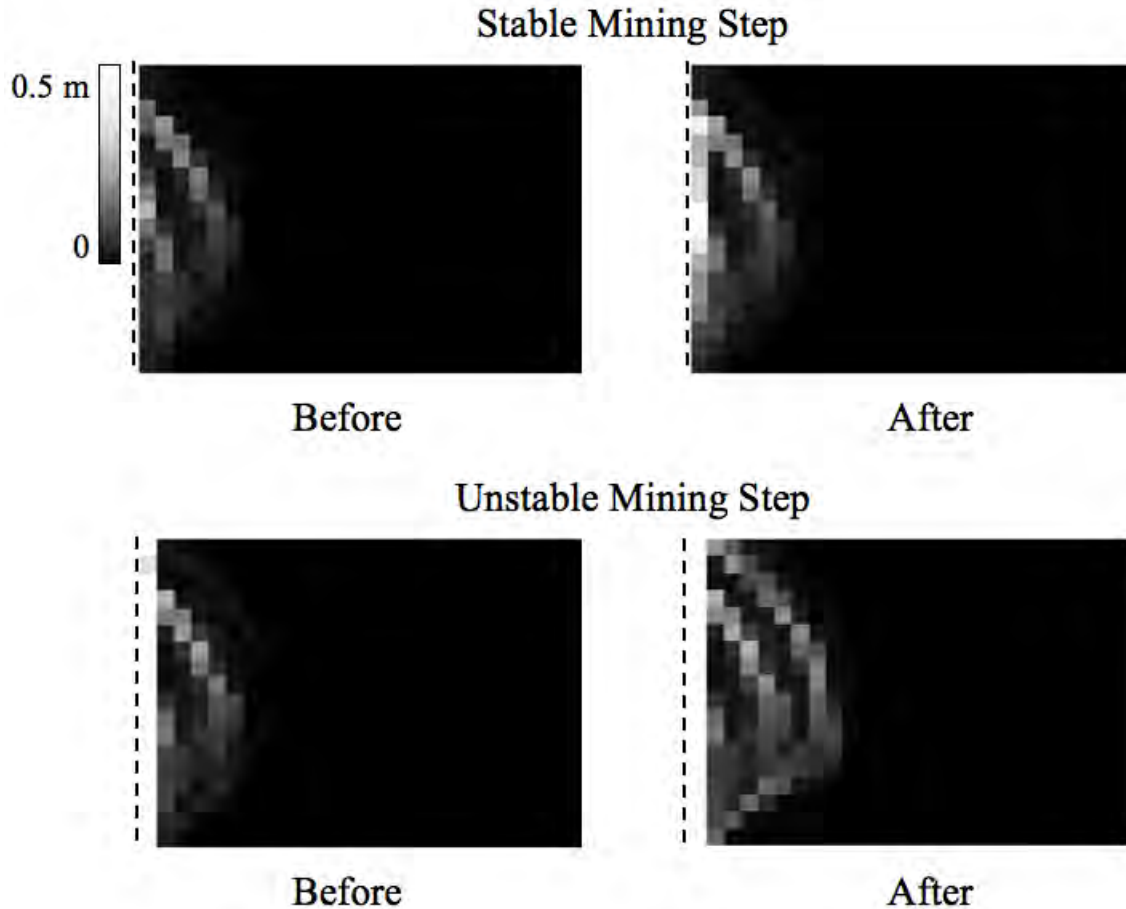 Stable Mining Step
0.5 m
0
Before
After
Unstable Mining Step
Before
After